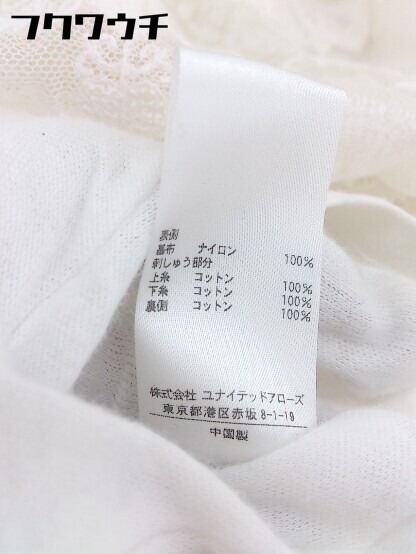 フクワウチ
表側
基布 ナイロン 100%
刺しゅう部分
上糸 コットン 100%
下糸 コットン 100%
裏側 コットン 100%
株式会社 ユナイテッドアローズ
東京都港区赤坂8-1-19
中国製